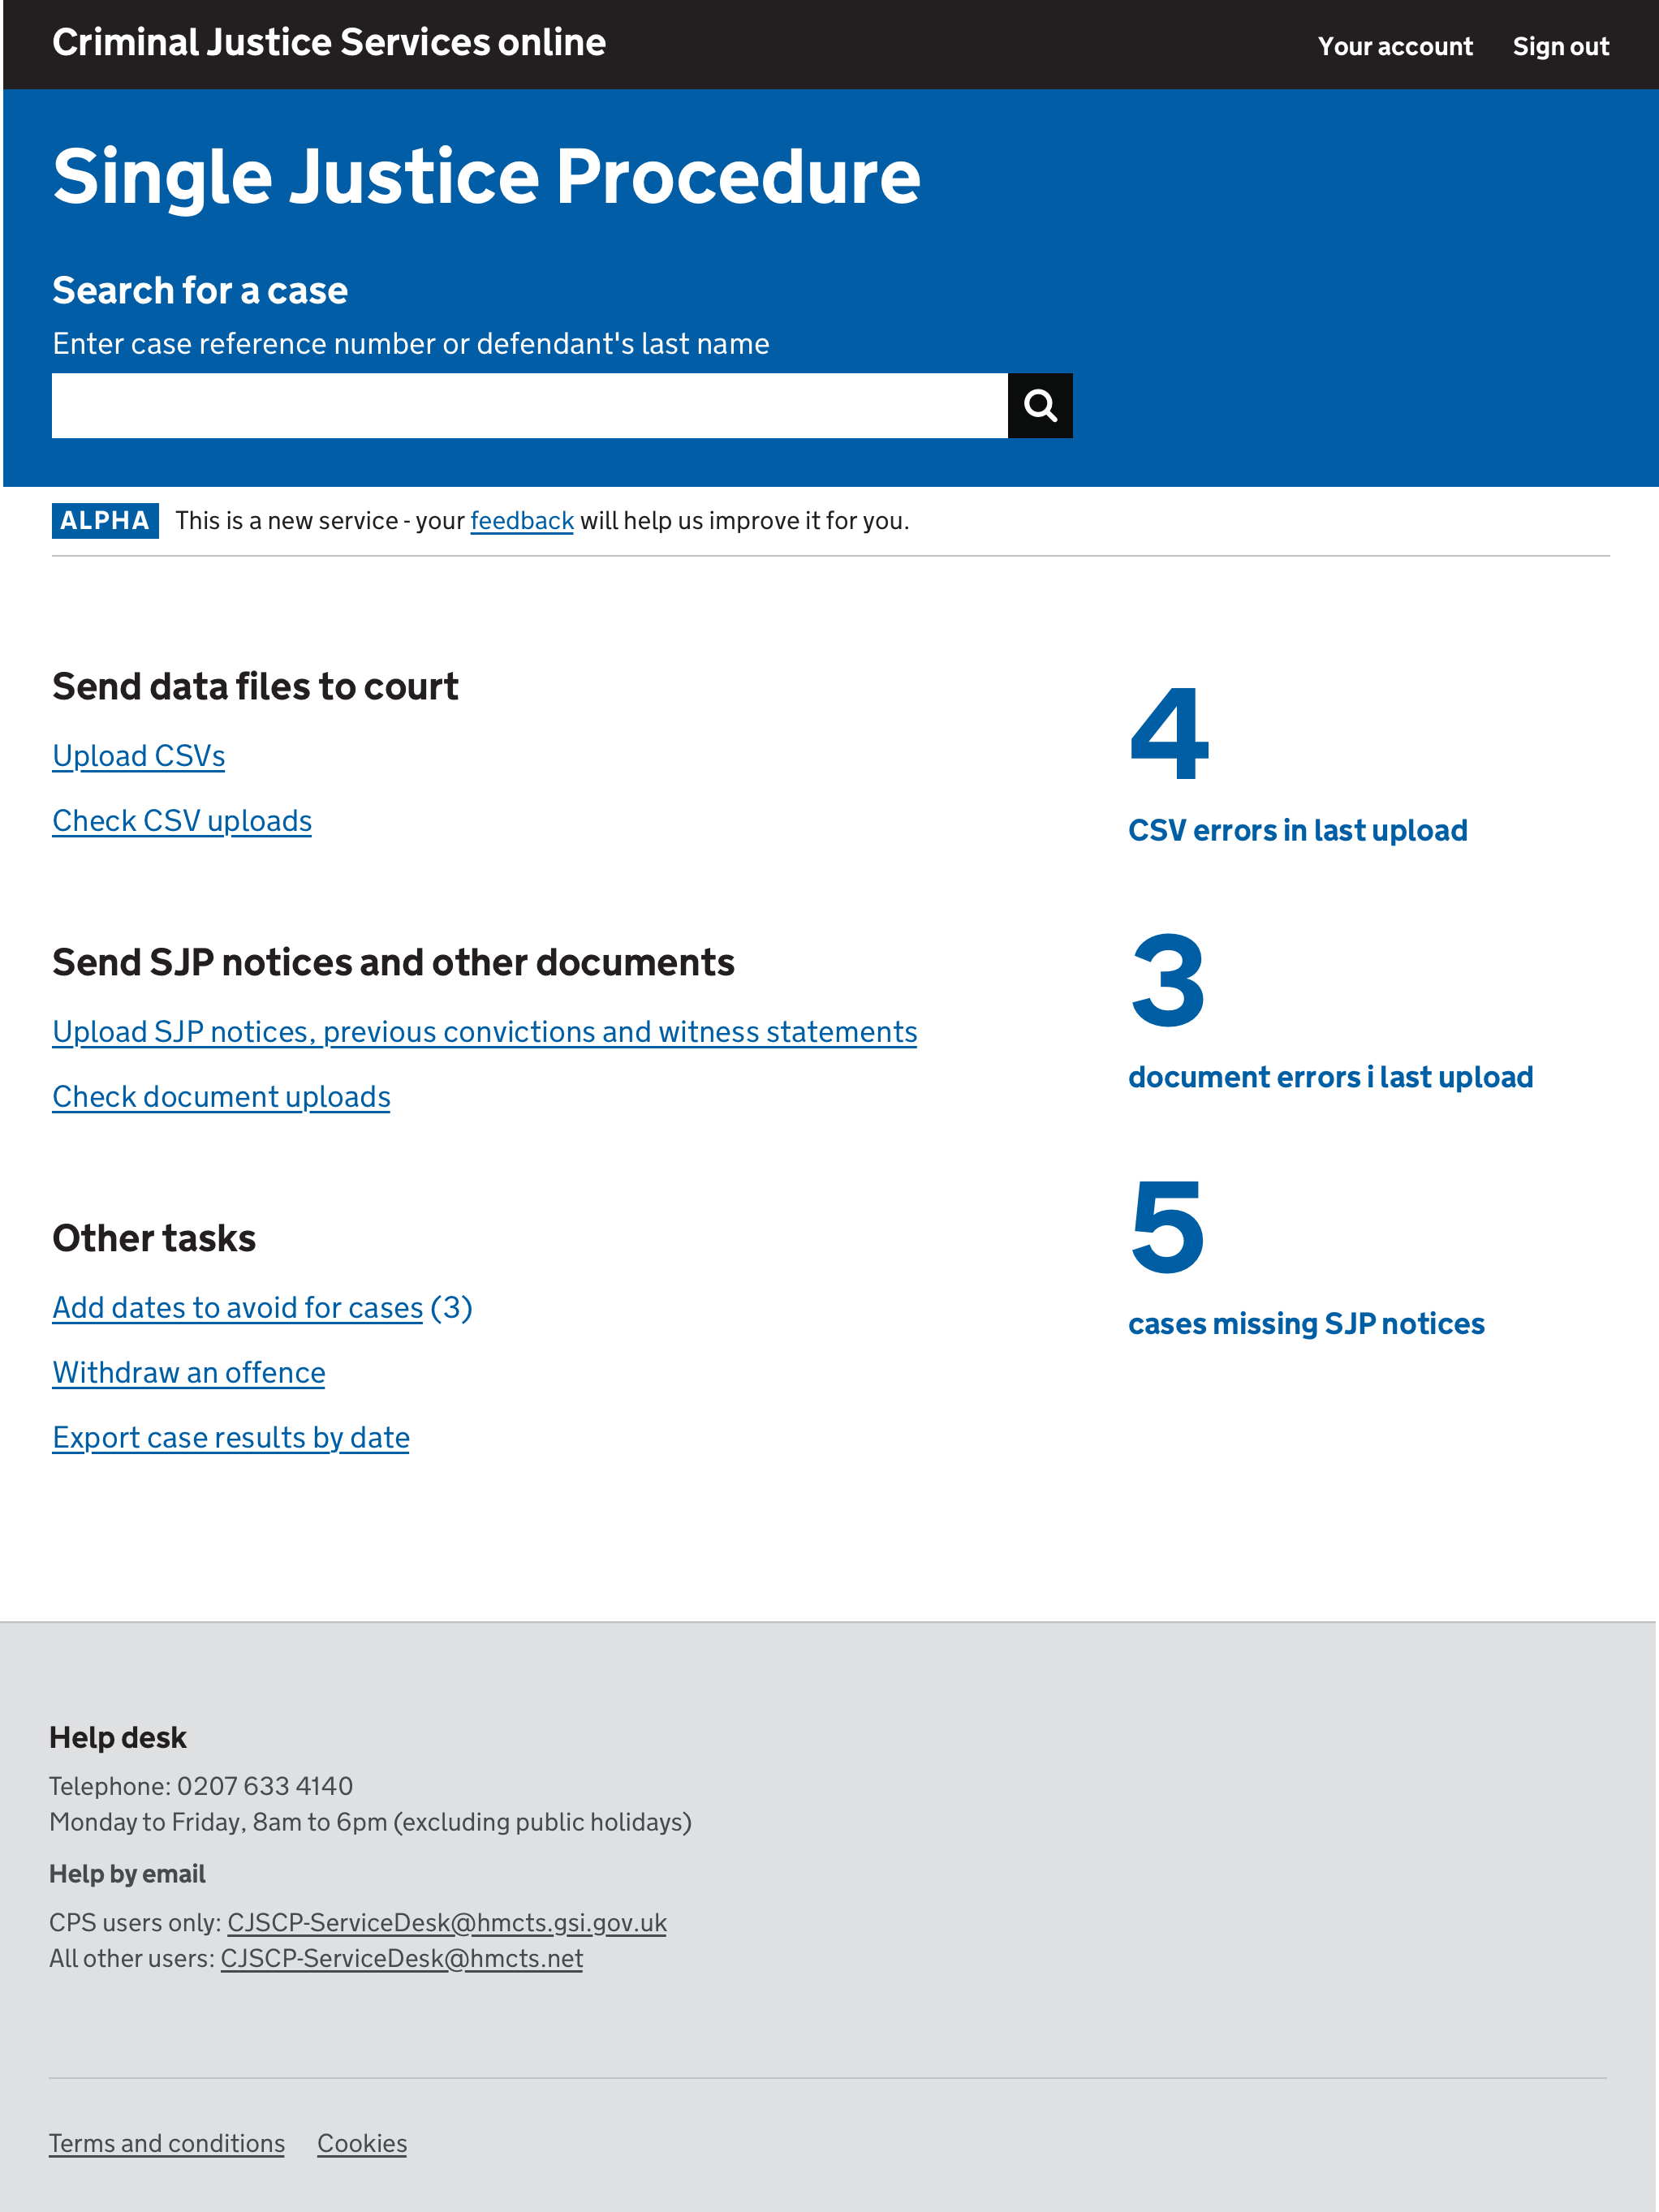 Criminal Justice Services online
Your account
Sign out
Single Justice Procedure
Search for a case
Enter case reference number or defendant's last name
ALPHA This is a new service - your feedback will help us improve it for you.
Send data files to court
Upload CSVs
Check CSV uploads
4
CSV errors in last upload
Send SJP notices and other documents
Upload SJP notices, previous convictions and witness statements
Check document uploads
3
document errors i last upload
Other tasks
Add dates to avoid for cases (3)
Withdraw an offence
Export case results by date
5
cases missing SJP notices
Help desk
Telephone: 0207 633 4140
Monday to Friday, 8am to 6pm (excluding public holidays)
Help by email
CPS users only: CJSCP-ServiceDesk@hmcts.gsi.gov.uk
All other users: CJSCP-ServiceDesk@hmcts.net
Terms and conditions
Cookies